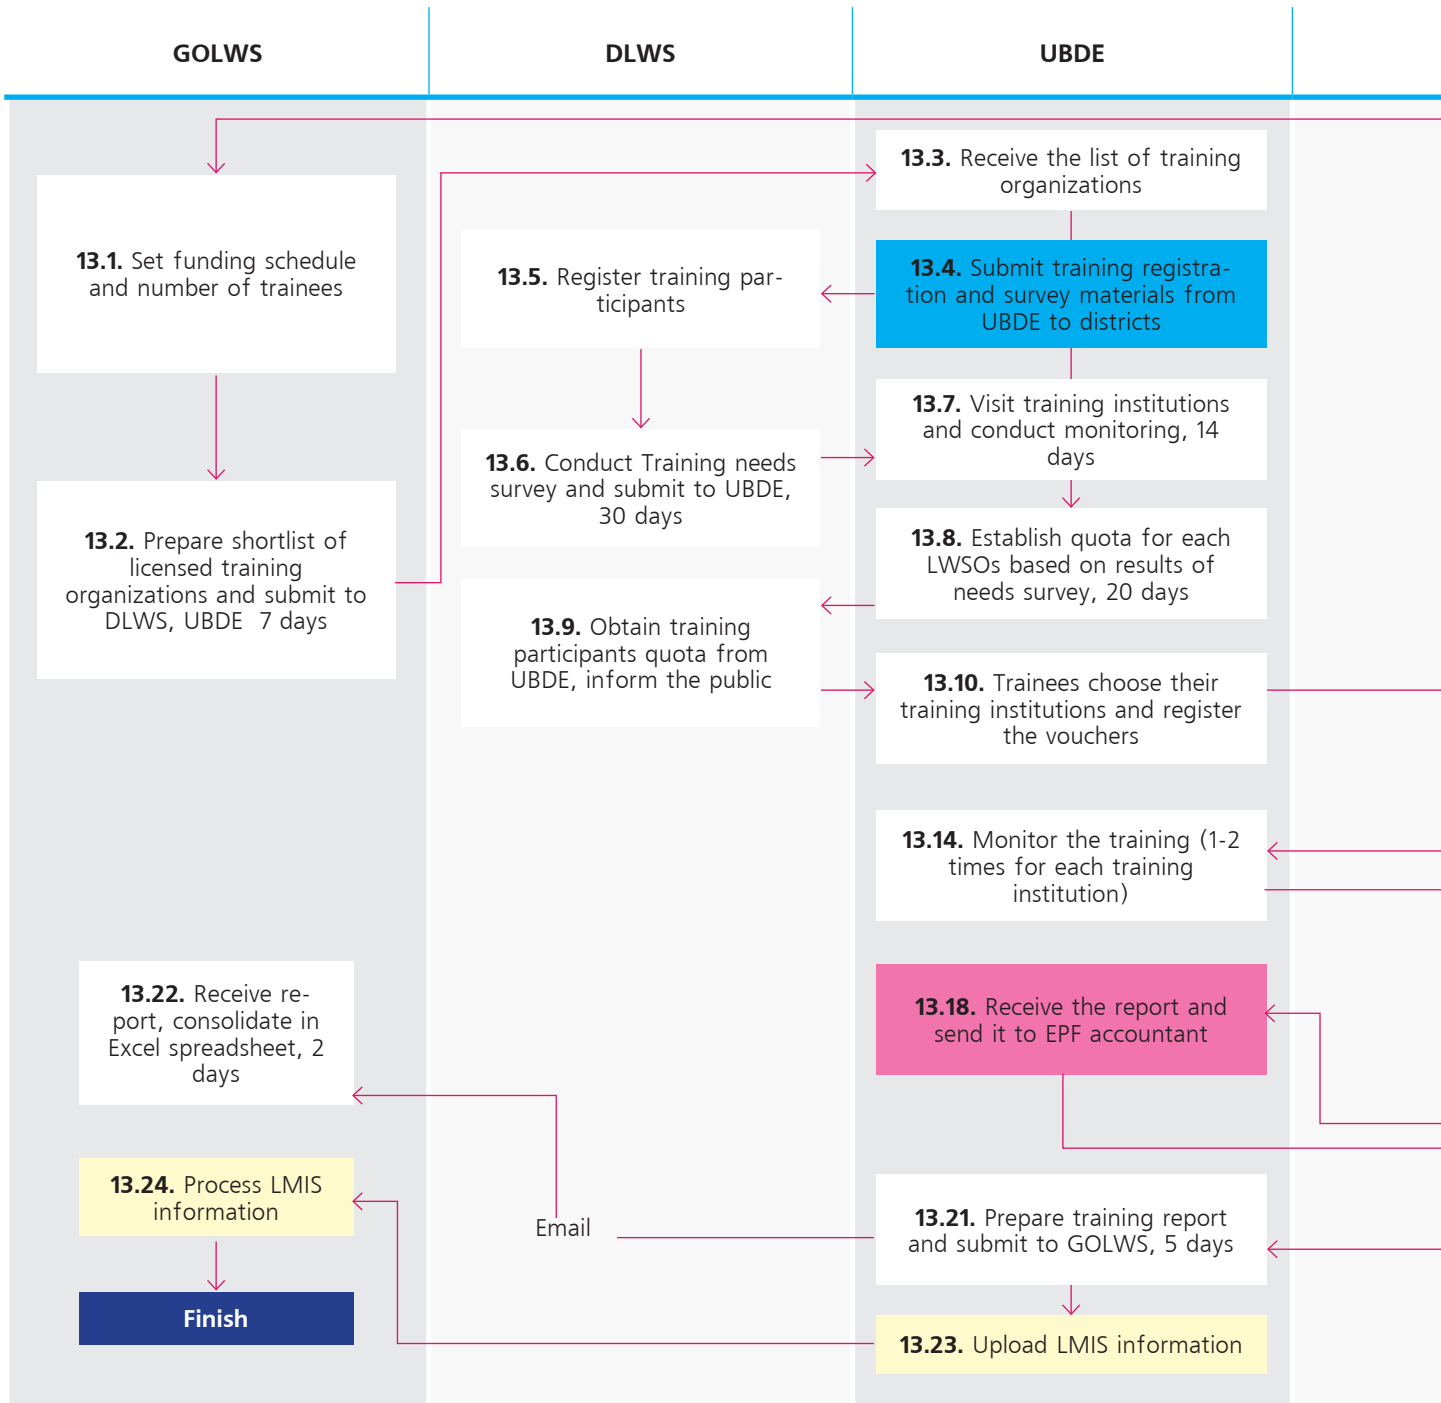 GOLWS
DLWS
UBDE
13.1. Set funding schedule
and number of trainees
13.2. Prepare shortlist of
licensed training
organizations and submit to
DLWS, UBDE 7 days
13.3. Receive the list of training
organizations
13.4. Submit training registra-
tion and survey materials from
UBDE to districts
13.5. Register training par-
ticipants
13.6. Conduct Training needs
survey and submit to UBDE,
30 days
13.7. Visit training institutions
and conduct monitoring, 14
days
13.8. Establish quota for each
LWSOs based on results of
needs survey, 20 days
13.9. Obtain training
participants quota from
UBDE, inform the public
13.10. Trainees choose their
training institutions and register
the vouchers
13.14. Monitor the training (1-2
times for each training
institution)
13.18. Receive the report and
send it to EPF accountant
13.21. Prepare training report
and submit to GOLWS, 5 days
Email
13.22. Receive re-
port, consolidate in
Excel spreadsheet, 2
days
13.23. Upload LMIS information
13.24. Process LMIS
information
Finish